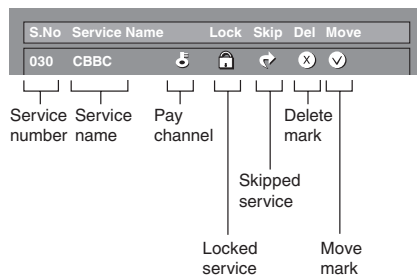 S.No Service Name Lock Skip Del Move
030 CBBC
Service number
Service name
Pay channel
Delete mark
Skipped service
Locked service
Move mark